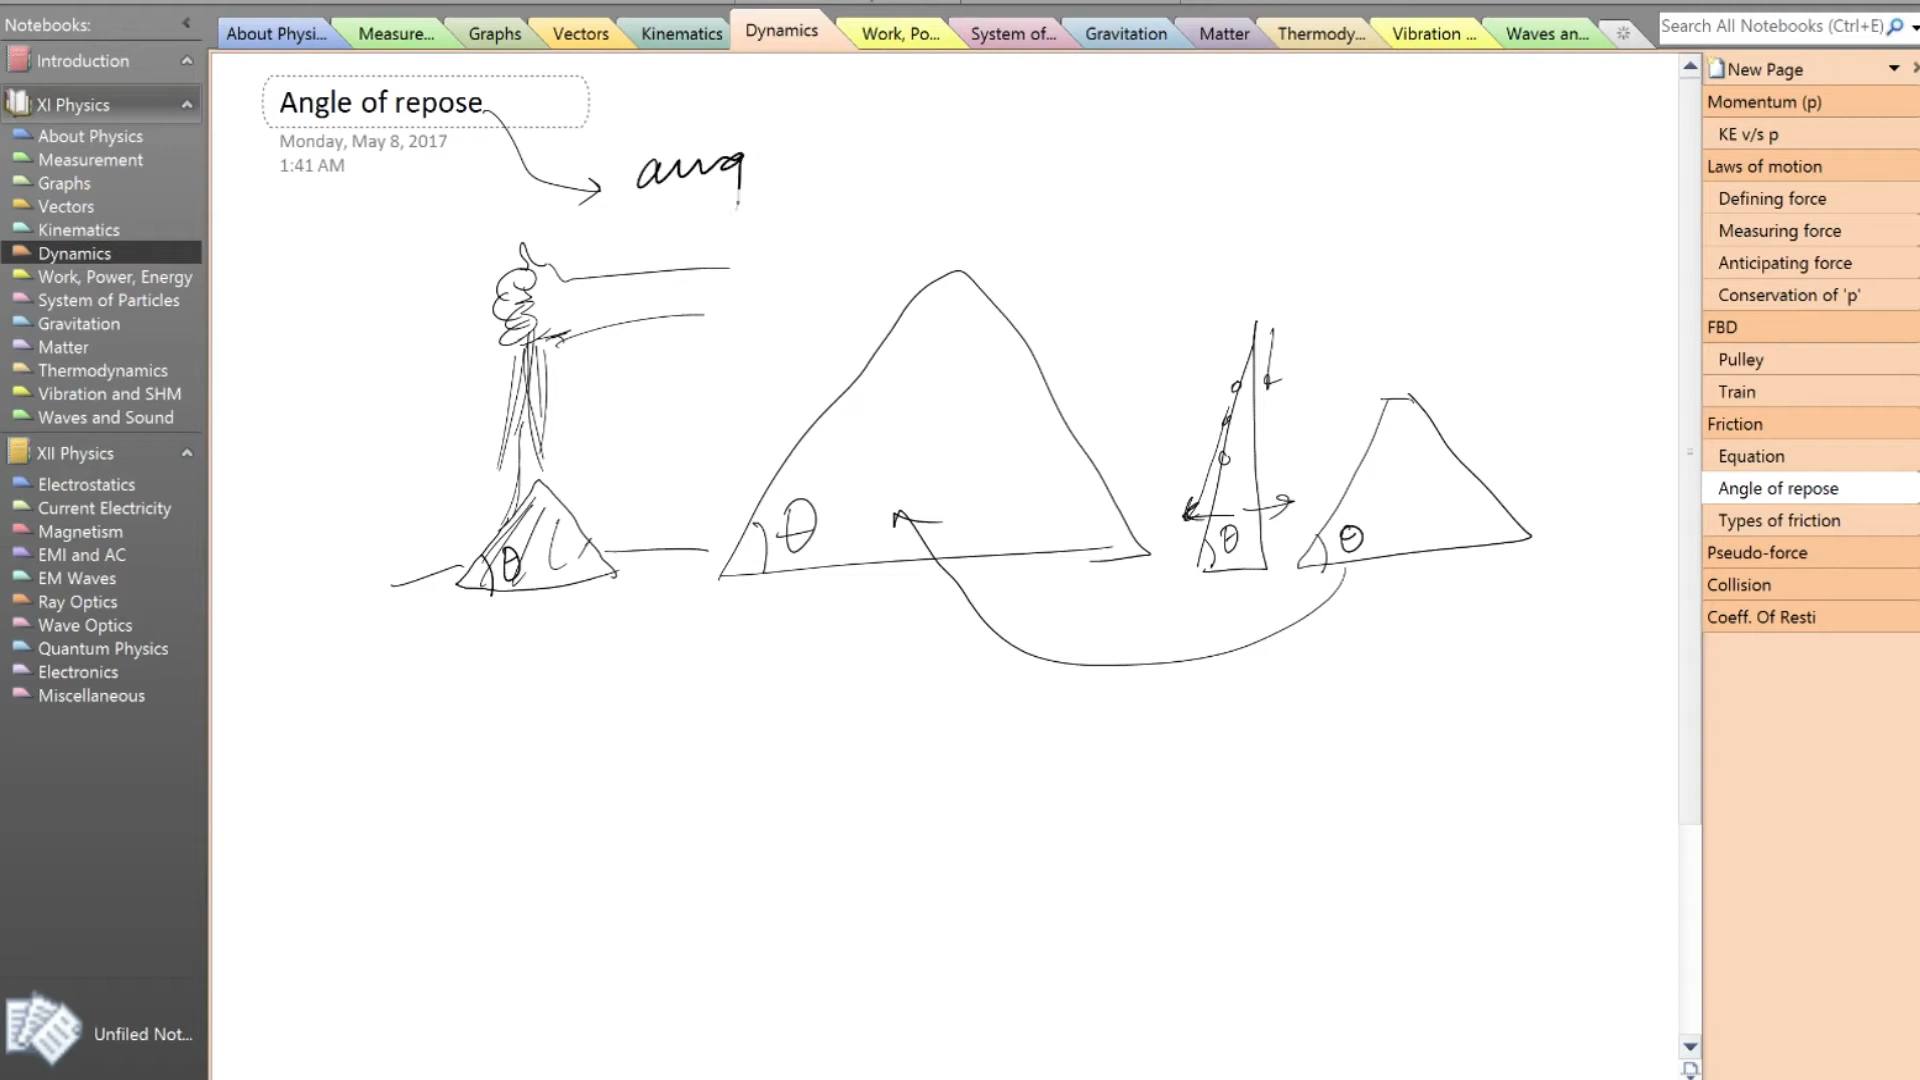 Notebooks:
Introduction
XI Physics
About Physics
Measurement
Graphs
Vectors
Kinematics
Dynamics
Work, Power, Energy
System of Particles
Gravitation
Matter
Thermodynamics
Vibration and SHM
Waves and Sound
XII Physics
Electrostatics
Current Electricity
Magnetism
EMI and AC
EM Waves
Ray Optics
Wave Optics
Quantum Physics
Electronics
Miscellaneous
Unfiled Not...
About Physi... Measure... Graphs Vectors Kinematics Dynamics Work, Po... System of... Gravitation Matter Thermody... Vibration ... Waves an...
Search All Notebooks (Ctrl+E)
Angle of repose
Monday, May 8, 2017
1:41 AM
ang
θ θ θ θ
New Page
Momentum (p)
KE v/s p
Laws of motion
Defining force
Measuring force
Anticipating force
Conservation of 'p'
FBD
Pulley
Train
Friction
Equation
Angle of repose
Types of friction
Pseudo-force
Collision
Coeff. Of Resti